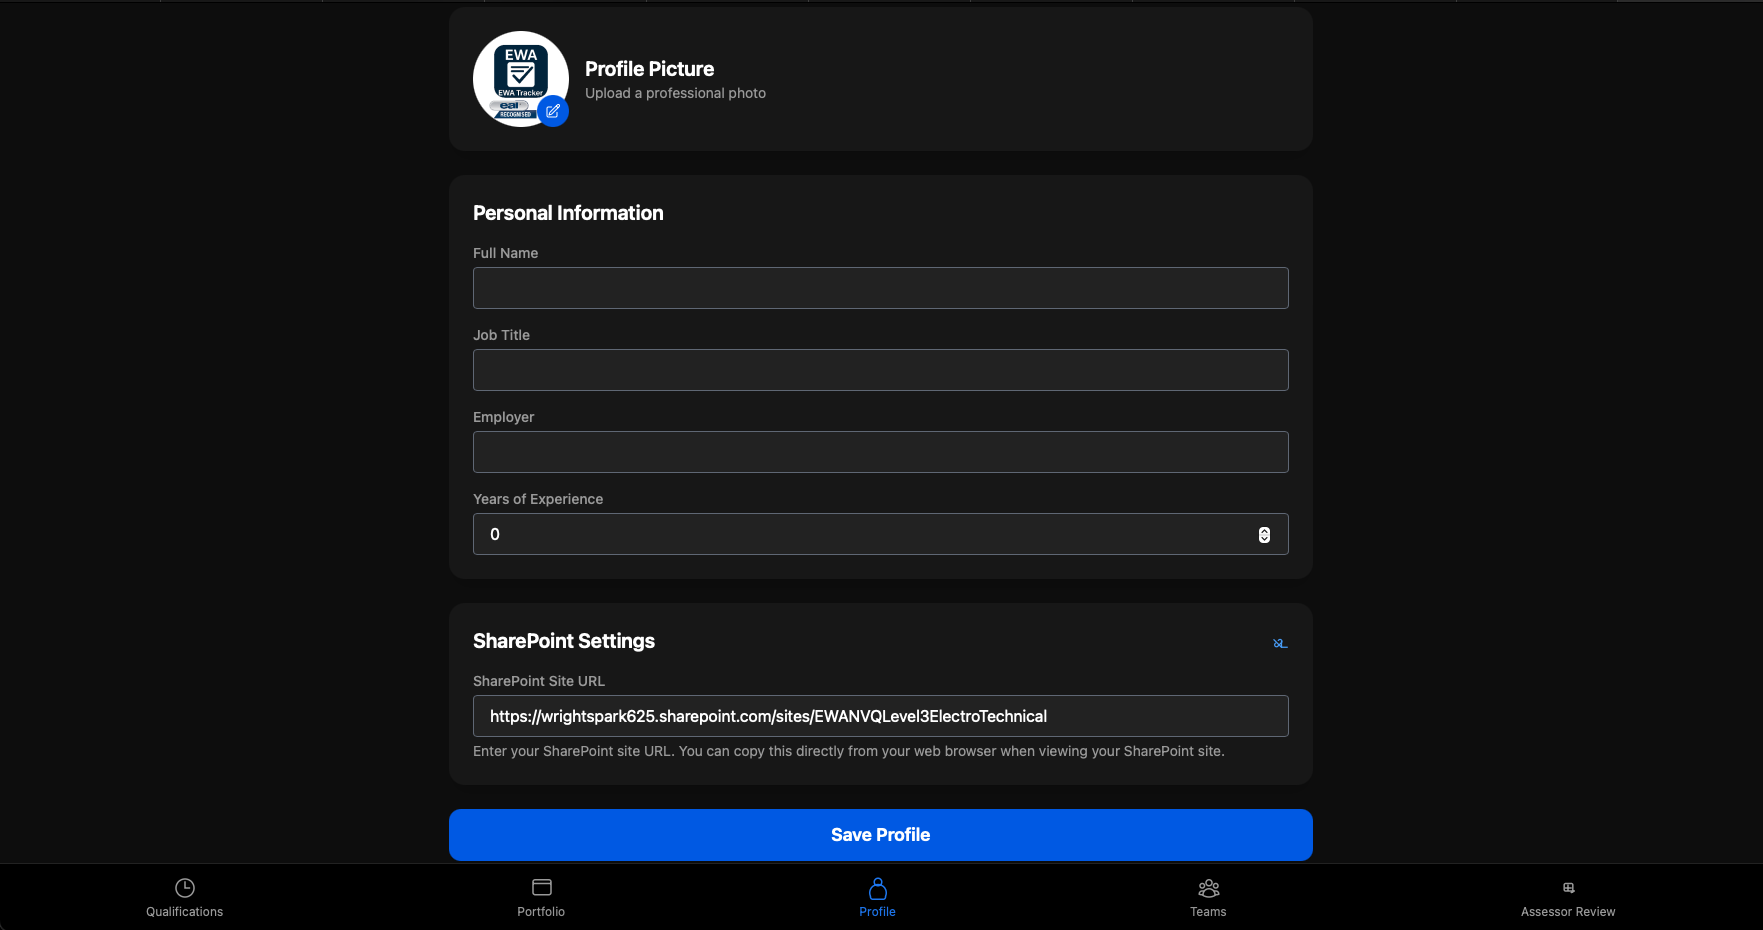 EWA
EWA Tracker
eal
RECOGNISED
Profile Picture
Upload a professional photo
Personal Information
Full Name
Job Title
Employer
Years of Experience
0
SharePoint Settings
SharePoint Site URL
https://wrightspark625.sharepoint.com/sites/EWANVQLevel3ElectroTechnical
Enter your SharePoint site URL. You can copy this directly from your web browser when viewing your SharePoint site.
Save Profile
Qualifications
Portfolio
Profile
Teams
Assessor Review